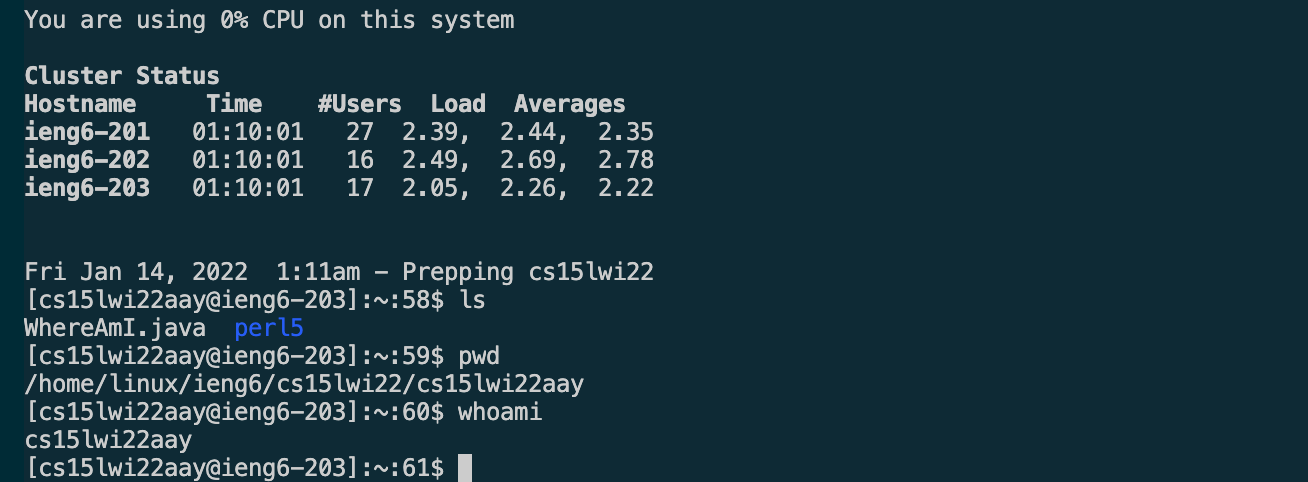 You are using 0% CPU on this system
Cluster Status
Hostname     Time    #Users  Load  Averages
ieng6-201   01:10:01   27  2.39,  2.44,  2.35
ieng6-202   01:10:01   16  2.49,  2.69,  2.78
ieng6-203   01:10:01   17  2.05,  2.26,  2.22
Fri Jan 14, 2022  1:11am - Prepping cs15lwi22
[cs15lwi22aay@ieng6-203]:~:58$ ls
WhereAmI.java  perl5
[cs15lwi22aay@ieng6-203]:~:59$ pwd
/home/linux/ieng6/cs15lwi22/cs15lwi22aay
[cs15lwi22aay@ieng6-203]:~:60$ whoami
cs15lwi22aay
[cs15lwi22aay@ieng6-203]:~:61$